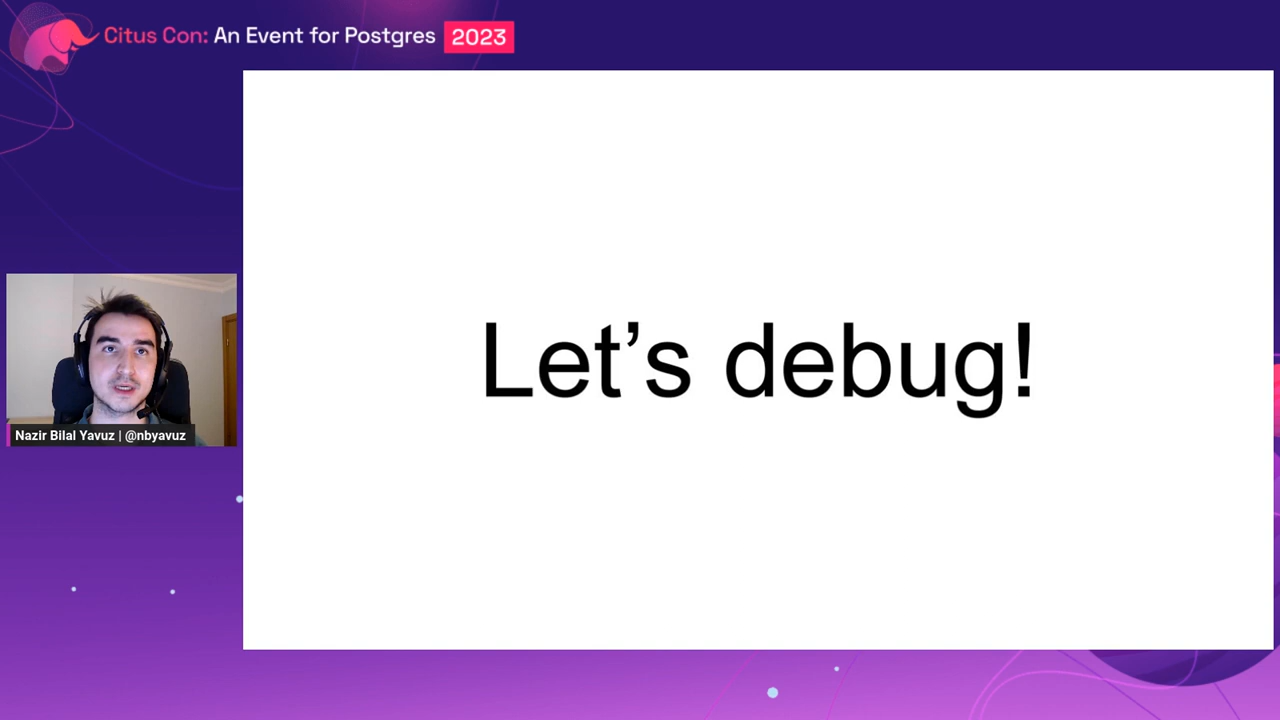 Citus Con: An Event for Postgres 2023
Let’s debug!
Nazir Bilal Yavuz | @nbyavuz